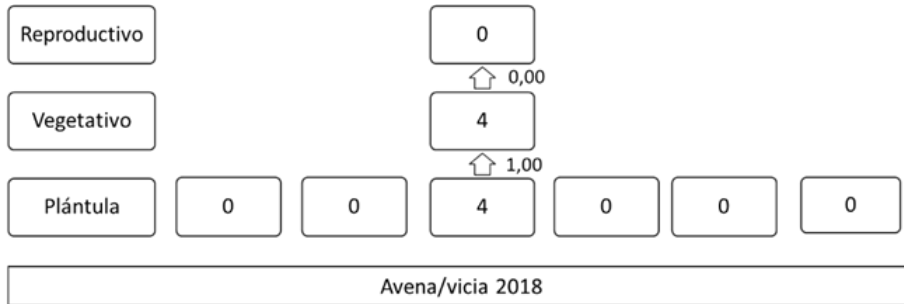 Reproductivo 0
0,00
Vegetativo 4
1,00
Plántula 0 0 4 0 0 0
Avena/vicia 2018